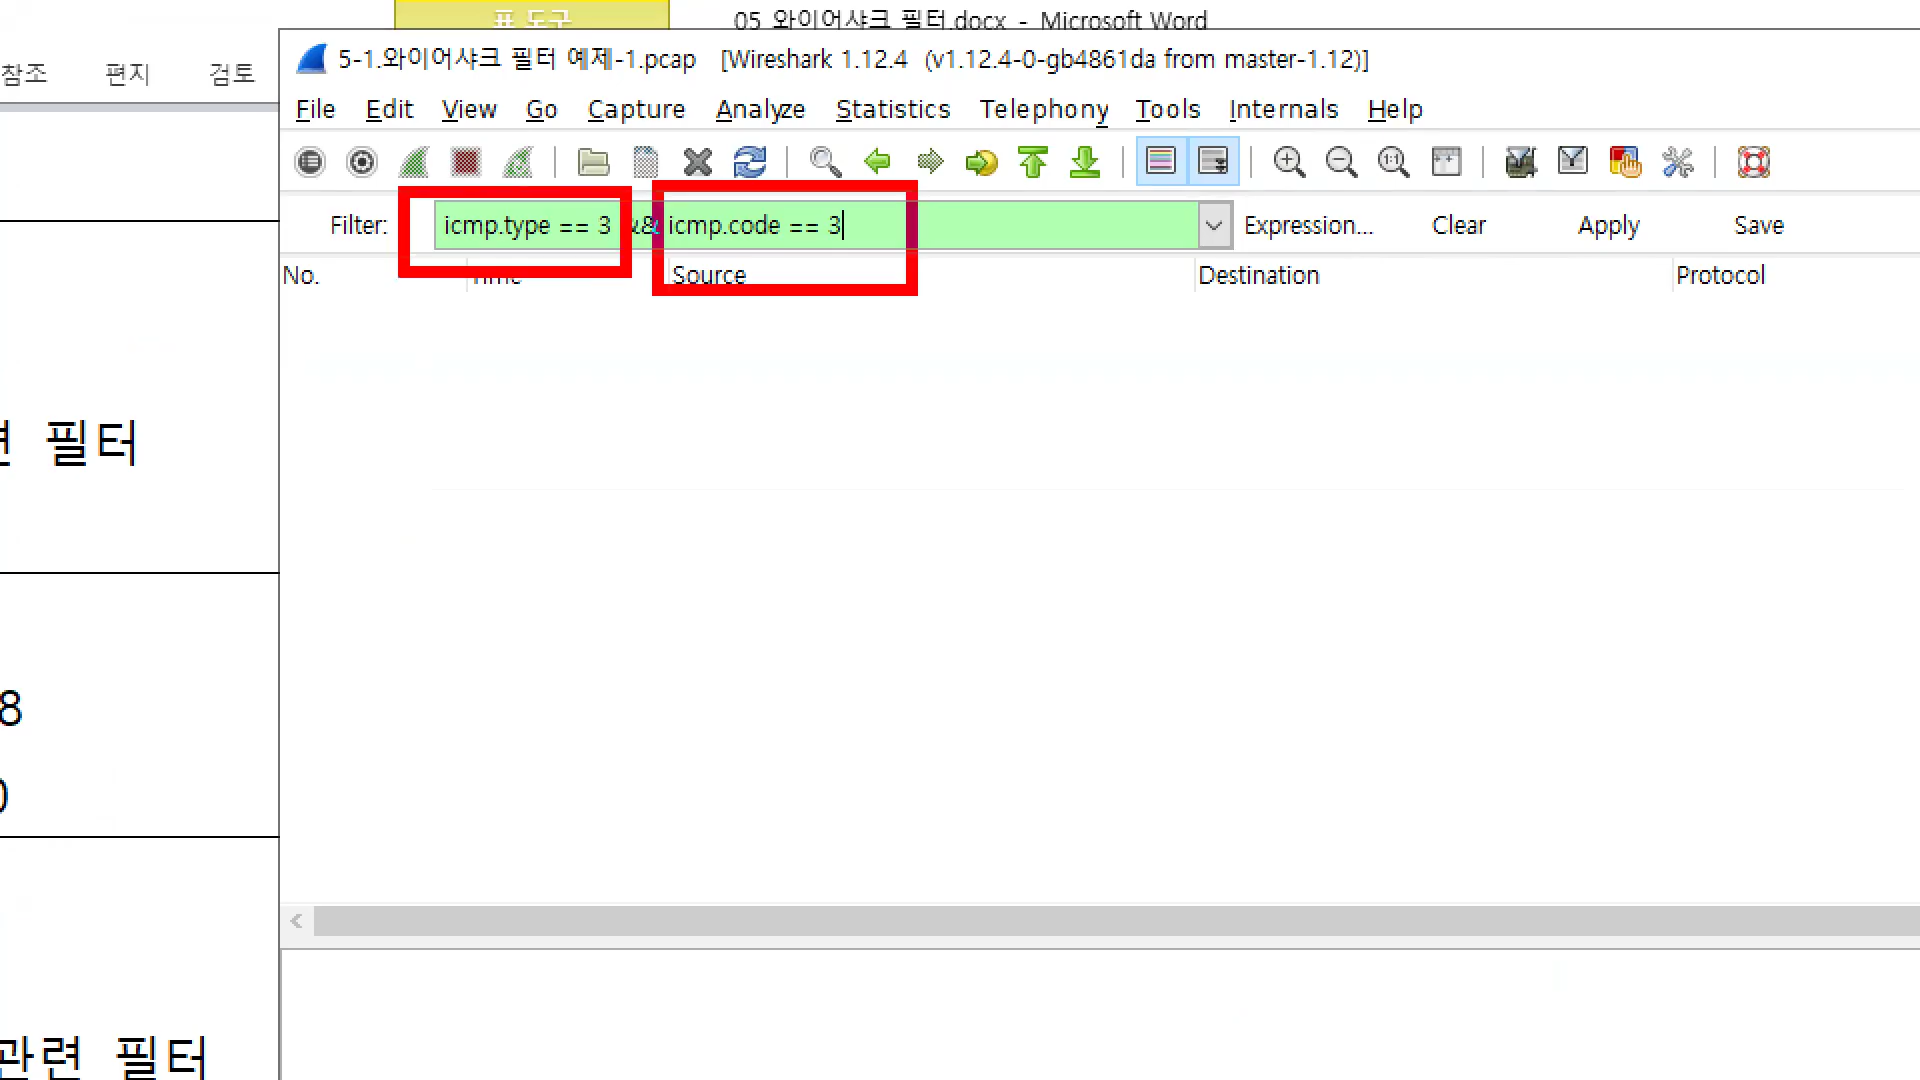 표 도구
05 와이어샤크 필터.docx - Microsoft Word
참조 편지 검토
5-1.와이어샤크 필터 예제-1.pcap [Wireshark 1.12.4 (v1.12.4-0-gb4861da from master-1.12)]
File Edit View Go Capture Analyze Statistics Telephony Tools Internals Help
Filter: icmp.type == 3 && icmp.code == 3 Expression... Clear Apply Save
No. Time Source Destination Protocol
필터
8
0
관련 필터